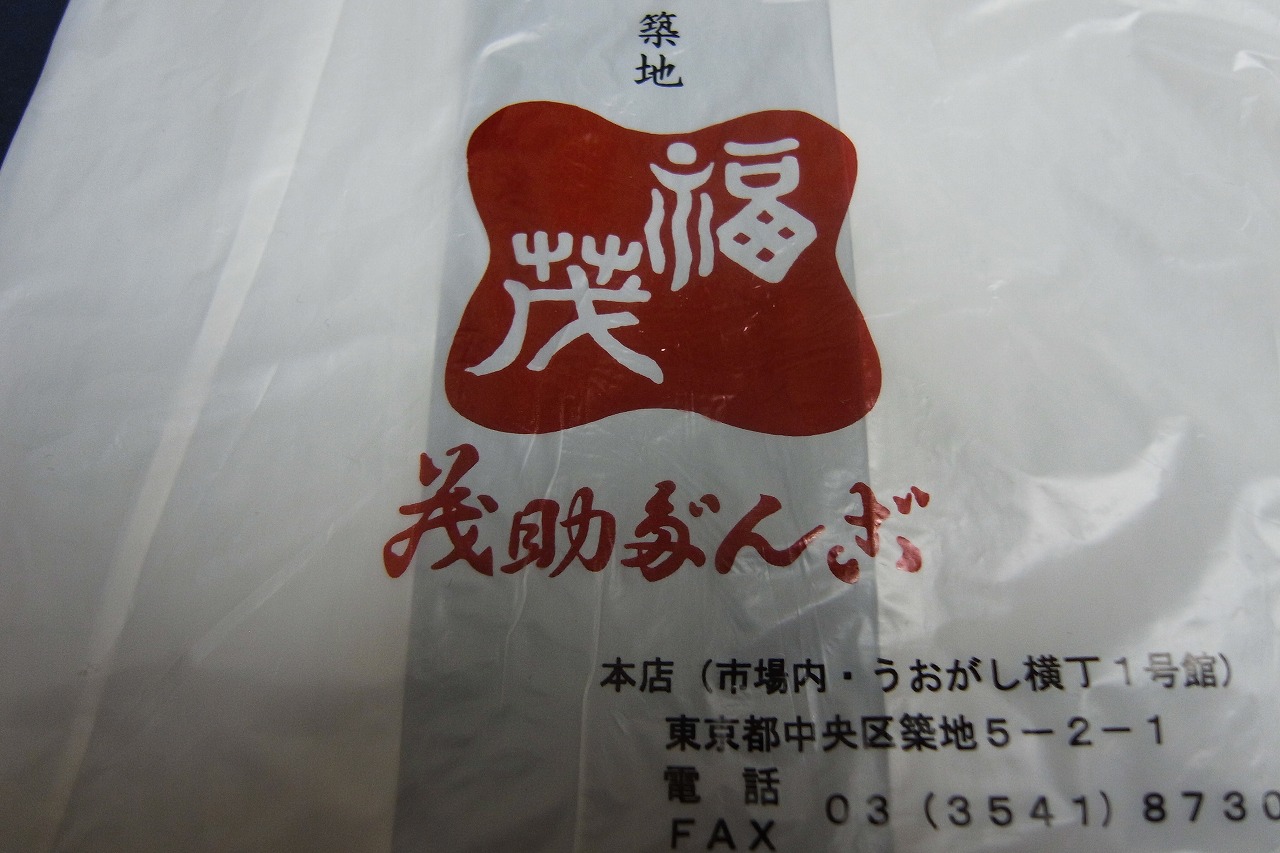 築地
福茂
茂助だんご
本店（市場内・うおがし横丁１号館）
東京都中央区築地５－２－１
電話
FAX
０３（３５４１）８７３０